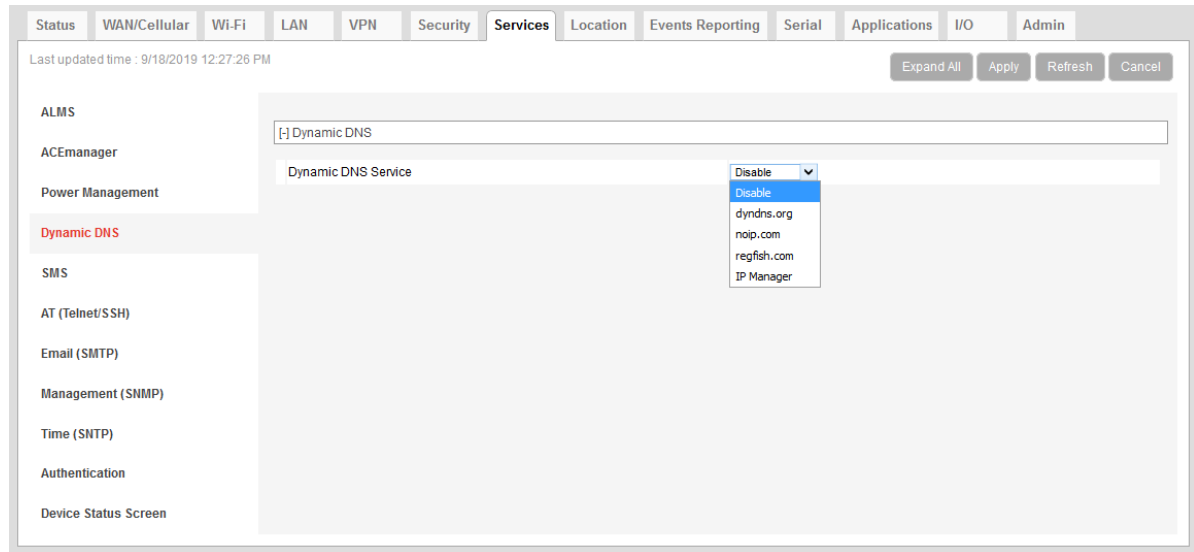 Status WAN/Cellular Wi-Fi LAN VPN Security Services Location Events Reporting Serial Applications I/O Admin
Last updated time : 9/18/2019 12:27:26 PM
Expand All Apply Refresh Cancel
ALMS
ACEmanager
Power Management
Dynamic DNS
SMS
AT (Telnet/SSH)
Email (SMTP)
Management (SNMP)
Time (SNTP)
Authentication
Device Status Screen
[-] Dynamic DNS
Dynamic DNS Service Disable
Disable
dyndns.org
noip.com
regfish.com
IP Manager